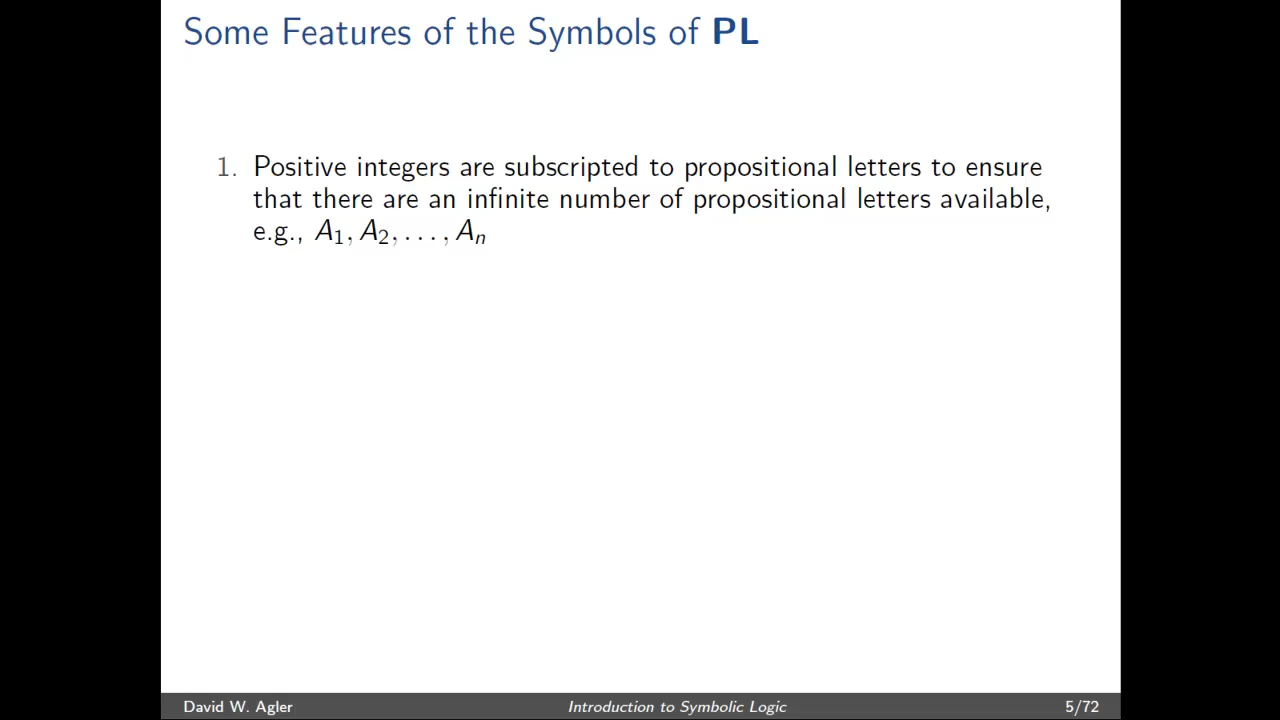 Some Features of the Symbols of PL
1. Positive integers are subscripted to propositional letters to ensure
that there are an infinite number of propositional letters available,
e.g., A₁, A₂, . . . , Aₙ
David W. Agler Introduction to Symbolic Logic 5/72